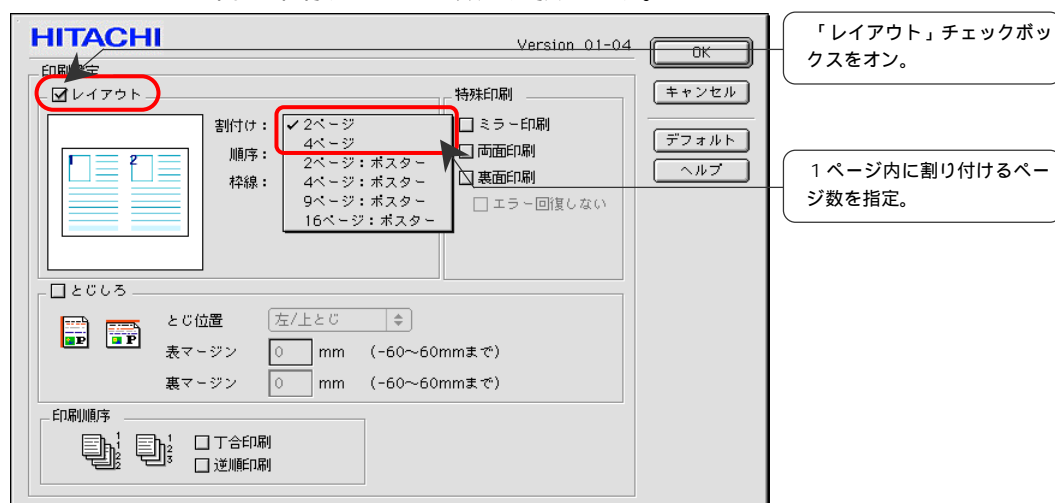 HITACHI
Version 01-04
OK
「レイアウト」チェックボッ
クスをオン。
レイアウト
特殊印刷
キャンセル
割付け：
✓2ページ
4ページ
2ページ：ポスター
4ページ：ポスター
9ページ：ポスター
16ページ：ポスター
順序：
枠線：
ミラー印刷
両面印刷
裏面印刷
エラー回復しない
デフォルト
ヘルプ
１ページ内に割り付けるペー
ジ数を指定。
1 2
とじしろ
とじ位置 左/上とじ
表マージン 0 mm (-60〜60mmまで)
裏マージン 0 mm (-60〜60mmまで)
P P
印刷順序
1 1 2 2
1 2 3
丁合印刷
逆順印刷